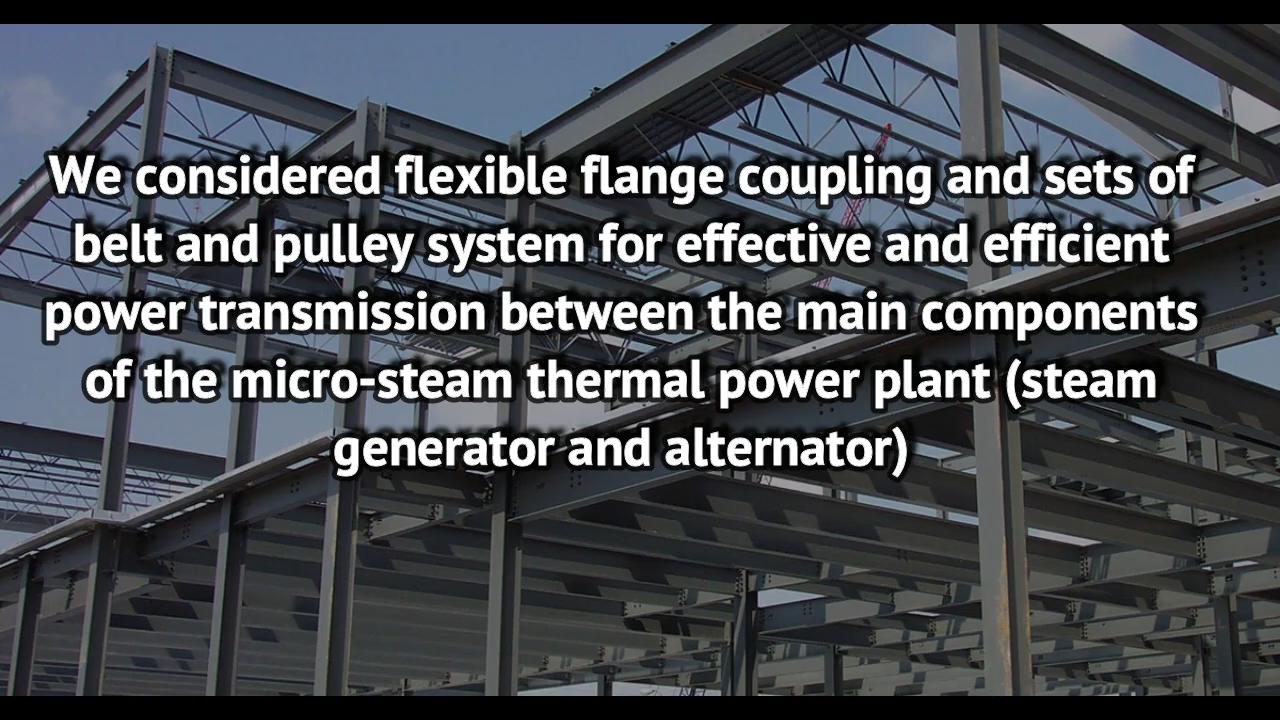 We considered flexible flange coupling and sets of
belt and pulley system for effective and efficient
power transmission between the main components
of the micro-steam thermal power plant (steam
generator and alternator)